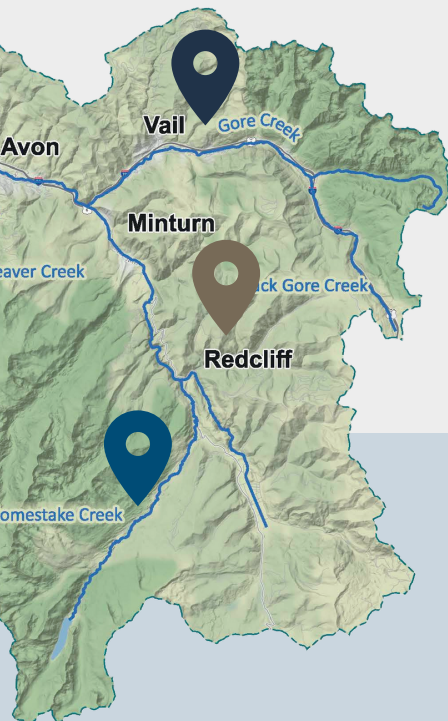 Gore Creek
Vail
Avon
Minturn
eaver Creek
ack Gore Creek
Redcliff
omestake Creek